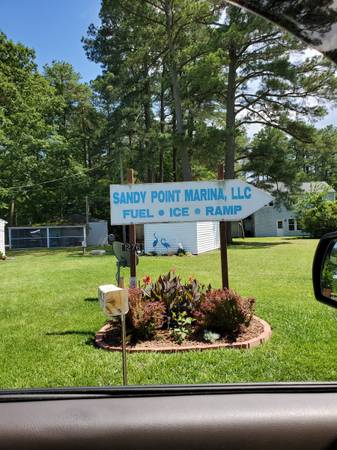 SANDY POINT MARINA, LLC
FUEL • ICE • RAMP